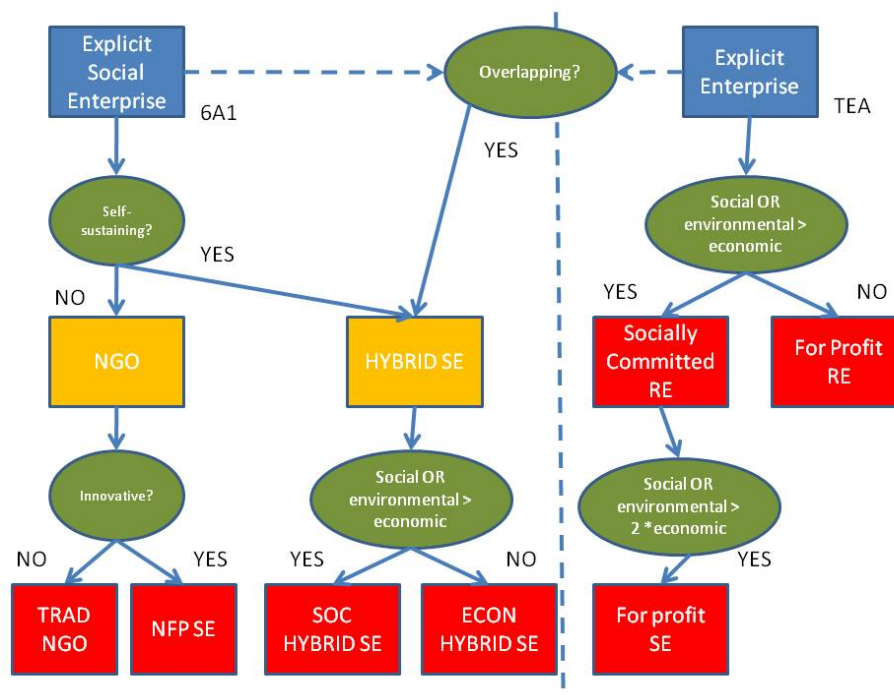 Explicit
Social
Enterprise
Overlapping?
Explicit
Enterprise
6A1
TEA
YES
Self-
sustaining?
Social OR
environmental >
economic
YES
NO
YES
NO
NGO
HYBRID SE
Socially
Committed
RE
For Profit
RE
Innovative?
Social OR
environmental >
economic
Social OR
environmental >
2 *economic
NO
YES
YES
NO
YES
TRAD
NGO
NFP SE
SOC
HYBRID SE
ECON
HYBRID SE
For profit
SE